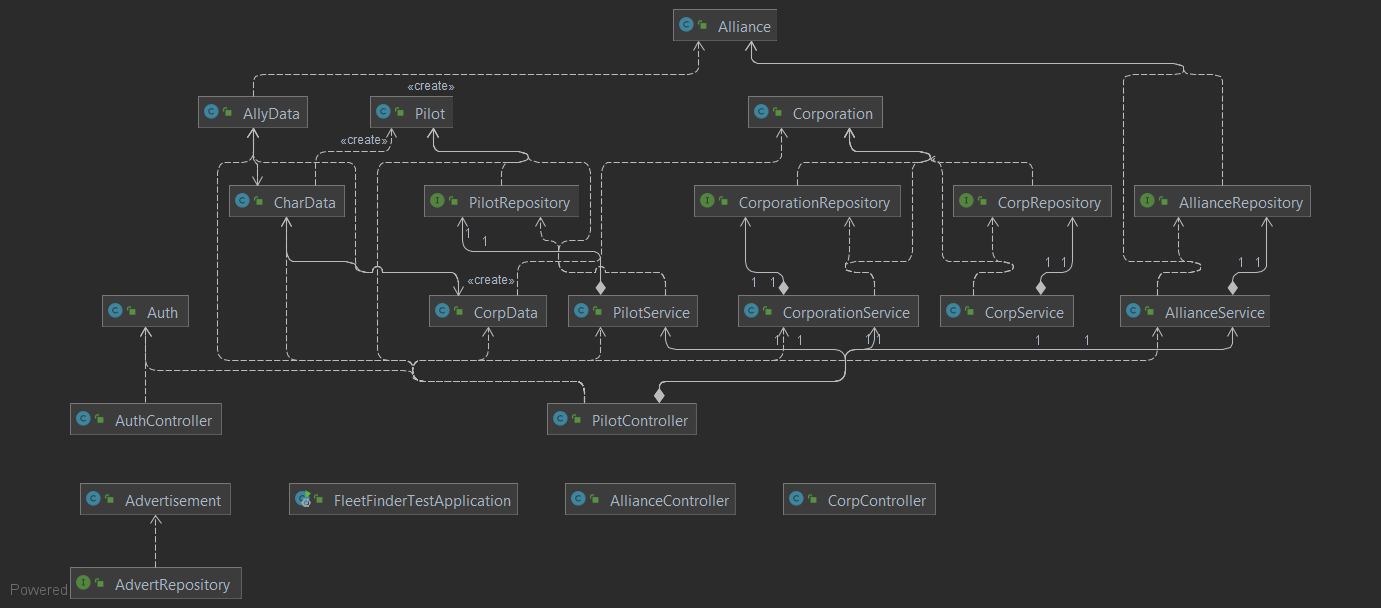 Alliance
«create»
AllyData
Pilot
Corporation
«create»
CharData
PilotRepository
CorporationRepository
CorpRepository
AllianceRepository
1
1
1
1
1
1
«create»
1
1
Auth
CorpData
PilotService
CorporationService
CorpService
AllianceService
1
1
1
1
1
1
AuthController
PilotController
Advertisement
FleetFinderTestApplication
AllianceController
CorpController
AdvertRepository
Powered